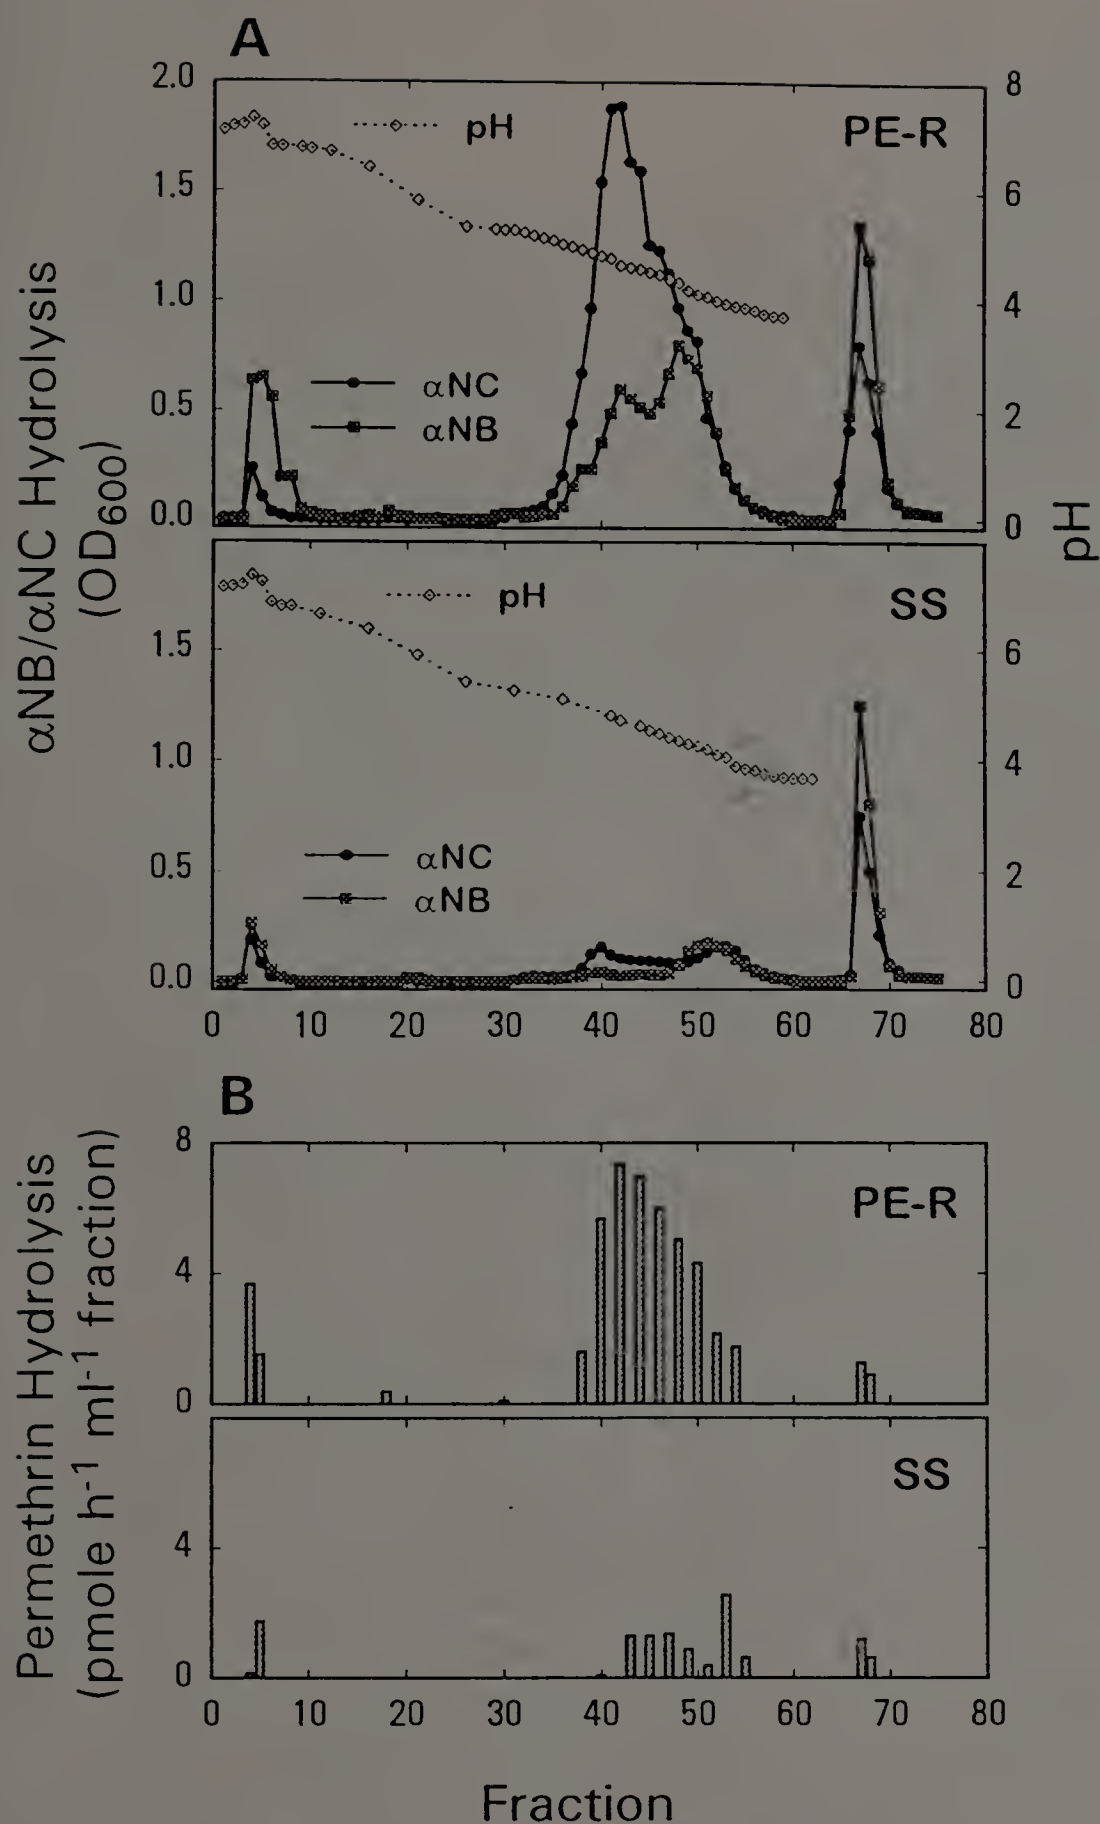 A
2.0
8
pH
PE-R
1.5
6
1.0
4
αNC
0.5
αNB
2
0.0
0
αNB/αNC Hydrolysis
(OD600)
pH
pH
SS
1.5
6
1.0
4
αNC
0.5
αNB
2
0.0
0
0 10 20 30 40 50 60 70 80
B
8
PE-R
4
0
Permethrin Hydrolysis
(pmole h-1 ml-1 fraction)
SS
4
0
0 10 20 30 40 50 60 70 80
Fraction